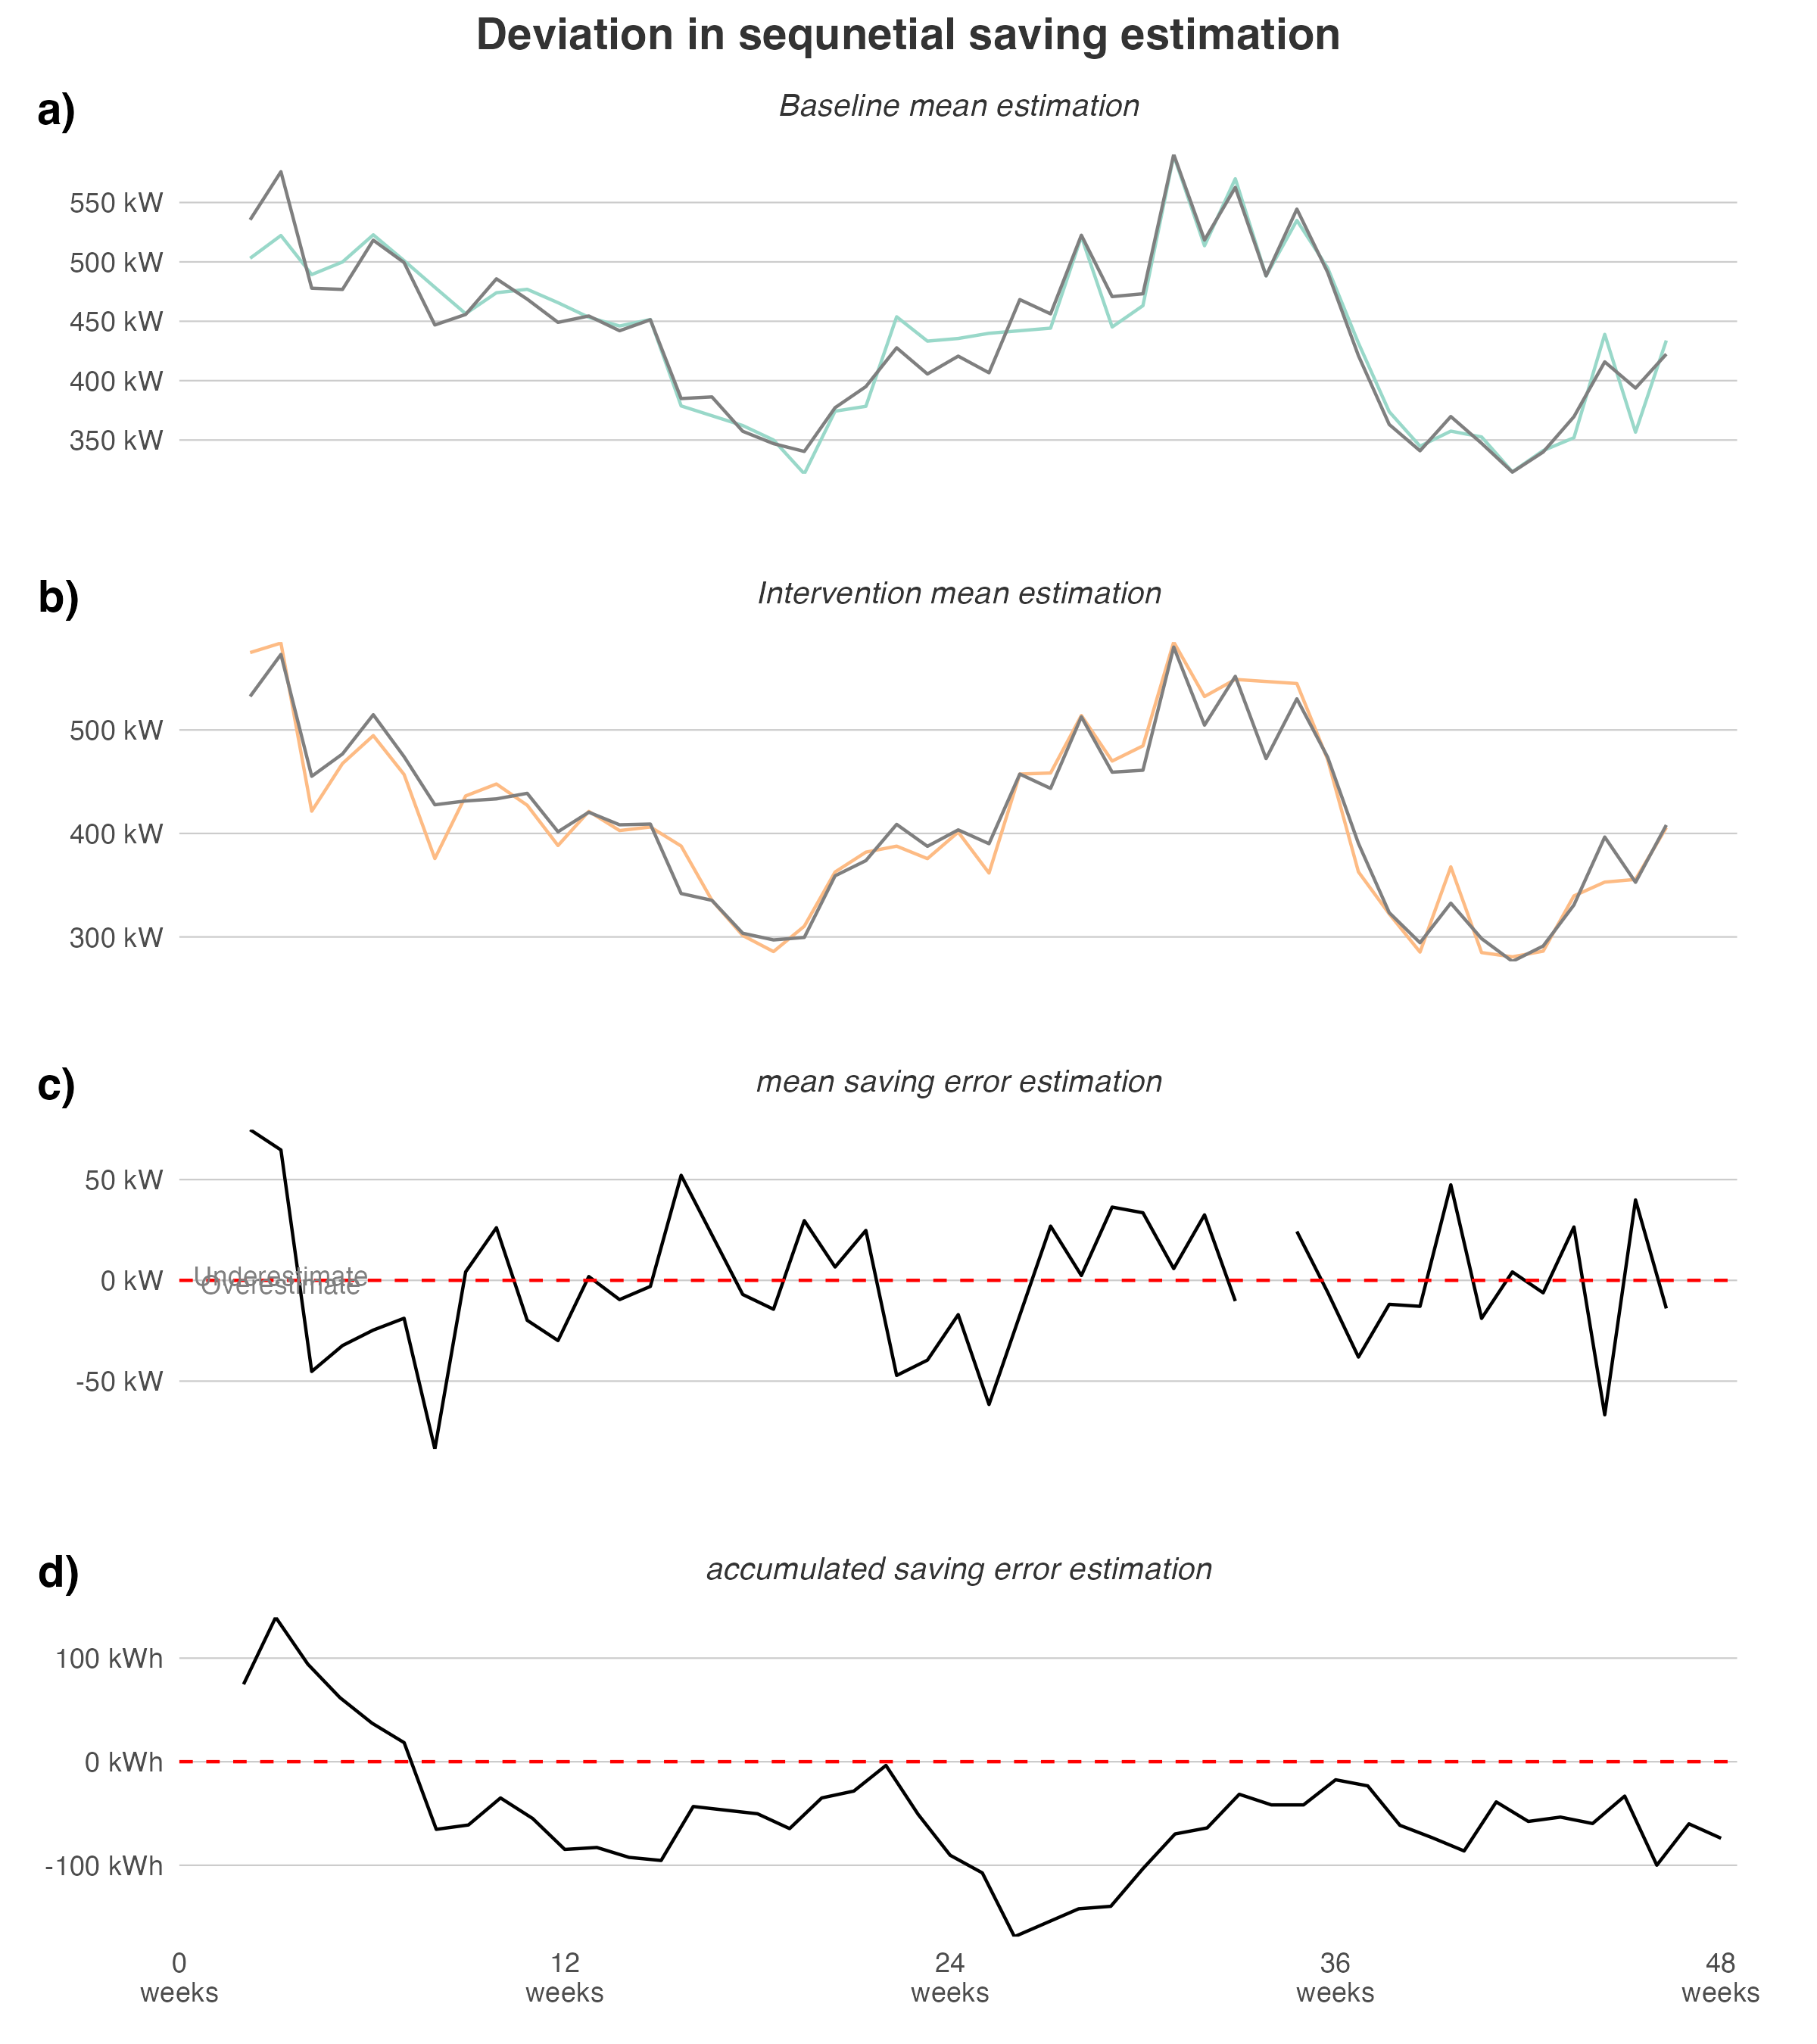 Deviation in sequnetial saving estimation
a)
Baseline mean estimation
550 kW
500 kW
450 kW
400 kW
350 kW
b)
Intervention mean estimation
500 kW
400 kW
300 kW
c)
mean saving error estimation
50 kW
0 kW
-50 kW
Underestimate
Overestimate
d)
accumulated saving error estimation
100 kWh
0 kWh
-100 kWh
0 12 24 36 48
weeks weeks weeks weeks weeks